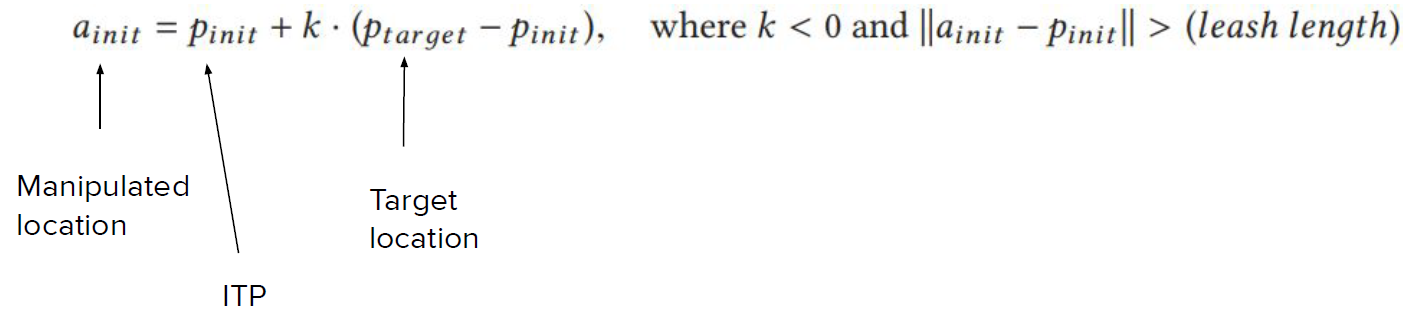 a_init = p_init + k · (p_target − p_init), where k < 0 and ‖a_init − p_init‖ > (leash length)
Manipulated
location
Target
location
ITP